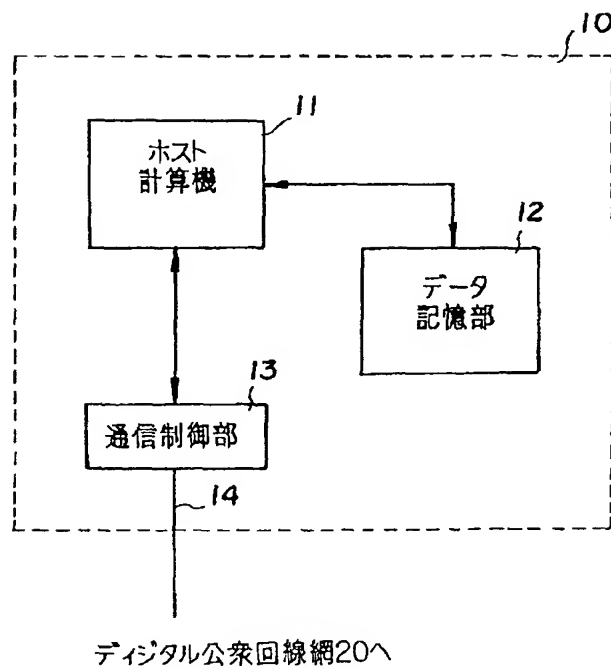 10
11
ホスト
計算機
12
データ
記憶部
13
通信制御部
14
ディジタル公衆回線網20へ